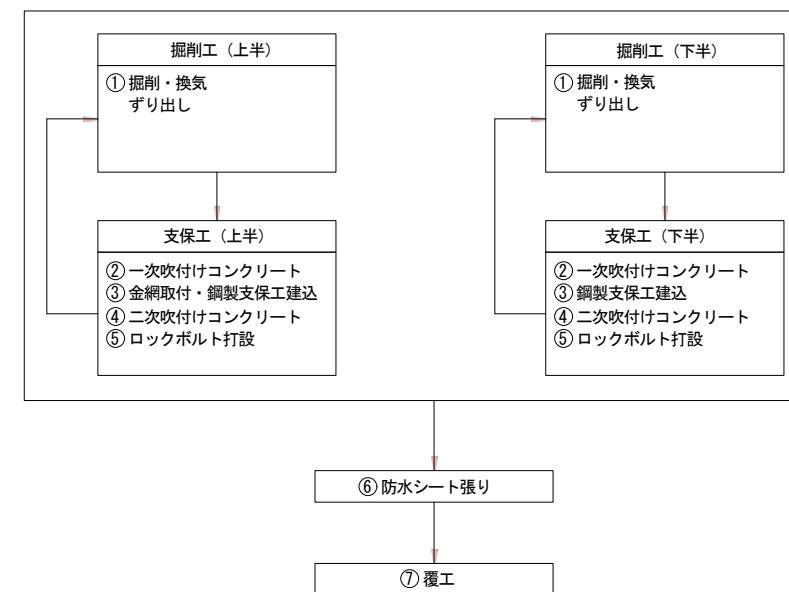 掘削工（上半）
①掘削・換気
ずり出し
支保工（上半）
②一次吹付けコンクリート
③金網取付・鋼製支保工建込
④二次吹付けコンクリート
⑤ロックボルト打設
掘削工（下半）
①掘削・換気
ずり出し
支保工（下半）
②一次吹付けコンクリート
③鋼製支保工建込
④二次吹付けコンクリート
⑤ロックボルト打設
⑥防水シート張り
⑦覆工